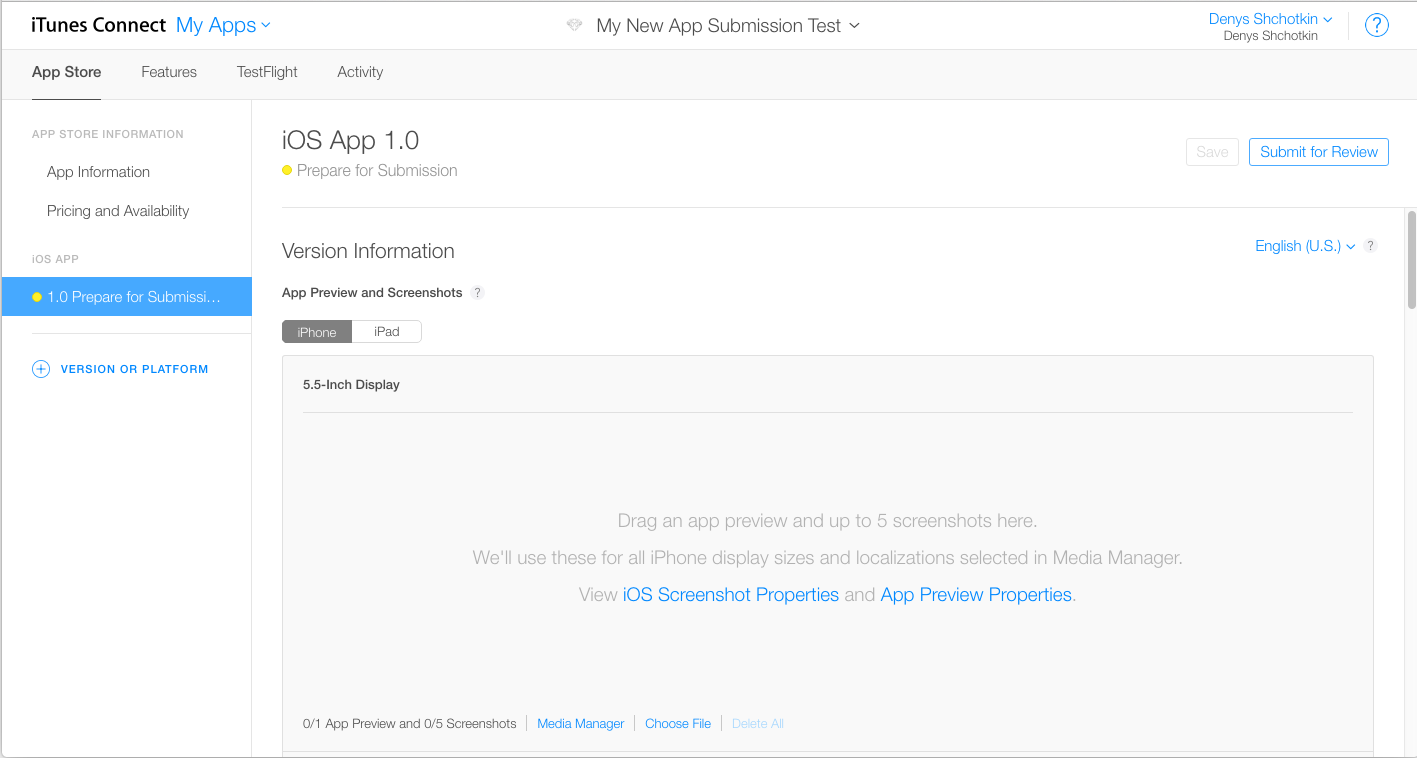 iTunes Connect My Apps
My New App Submission Test
Denys Shchotkin
Denys Shchotkin
?
App Store Features TestFlight Activity
APP STORE INFORMATION
App Information
Pricing and Availability
iOS APP
1.0 Prepare for Submissi...
VERSION OR PLATFORM
iOS App 1.0
Prepare for Submission
Save Submit for Review
Version Information
English (U.S.) ?
App Preview and Screenshots ?
iPhone iPad
5.5-Inch Display
Drag an app preview and up to 5 screenshots here.
We'll use these for all iPhone display sizes and localizations selected in Media Manager.
View iOS Screenshot Properties and App Preview Properties.
0/1 App Preview and 0/5 Screenshots Media Manager Choose File Delete All